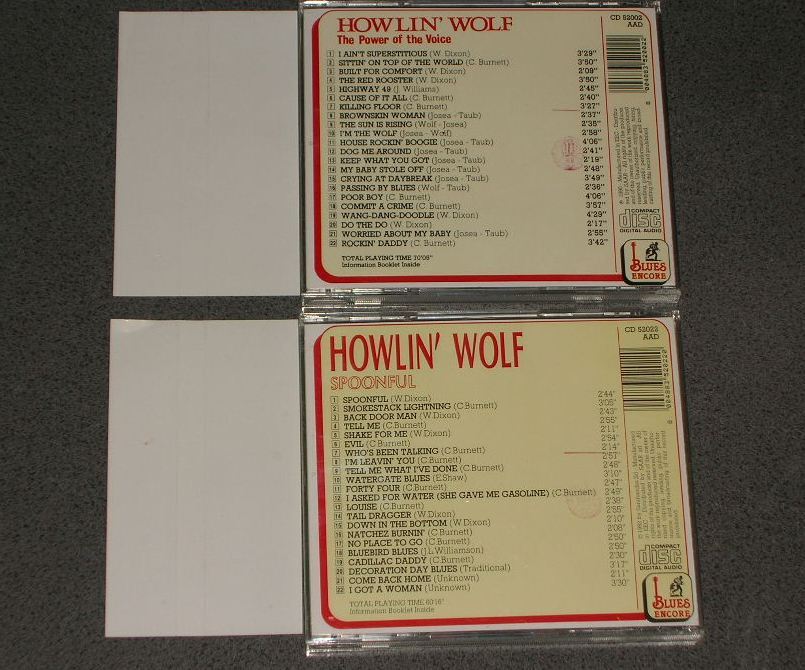 HOWLIN' WOLF
The Power of the Voice
CD 52002
AAD
1 I AIN'T SUPERSTITIOUS (W. Dixon) 3'29"
2 SITTIN' ON TOP OF THE WORLD (C. Burnett) 3'50"
3 BUILT FOR COMFORT (W. Dixon) 2'09"
4 THE RED ROOSTER (W. Dixon) 3'50"
5 HIGHWAY 49 (J. Williams) 2'45"
6 CAUSE OF IT ALL (C. Burnett) 2'40"
7 KILLING FLOOR (C. Burnett) 3'27"
8 BROWNSKIN WOMAN (Josea - Taub) 2'37"
9 THE SUN IS RISING (Wolf - Josea) 2'35"
10 I'M THE WOLF (Josea - Wolf) 2'58"
11 HOUSE ROCKIN' BOOGIE (Josea - Taub) 4'06"
12 DOG ME AROUND (Josea - Taub) 2'41"
13 KEEP WHAT YOU GOT (Josea - Taub) 2'19"
14 MY BABY STOLE OFF (Josea - Taub) 2'48"
15 CRYING AT DAYBREAK (Josea - Taub) 3'49"
16 PASSING BY BLUES (Wolf - Taub) 2'36"
17 POOR BOY (C. Burnett) 4'06"
18 COMMIT A CRIME (C. Burnett) 3'57"
19 WANG-DANG-DOODLE (W. Dixon) 4'29"
20 DO THE DO (W. Dixon) 2'17"
21 WORRIED ABOUT MY BABY (Josea - Taub) 2'55"
22 ROCKIN' DADDY (C. Burnett) 3'42"
TOTAL PLAYING TIME 70'05"
Information Booklet Inside
COMPACT
disc
DIGITAL AUDIO
BLUES
ENCORE
HOWLIN' WOLF
SPOONFUL
CD 52022
AAD
1 SPOONFUL (W.Dixon) 2'44"
2 SMOKESTACK LIGHTNING (C.Burnett) 3'05"
3 BACK DOOR MAN (W.Dixon) 2'43"
4 TELL ME (C.Burnett) 2'55"
5 SHAKE FOR ME (W.Dixon) 2'11"
6 EVIL (C.Burnett) 2'54"
7 WHO'S BEEN TALKING (C.Burnett) 2'14"
8 I'M LEAVIN' YOU (C.Burnett) 2'57"
9 TELL ME WHAT I'VE DONE (C.Burnett) 2'48"
10 WATERGATE BLUES (E.Shaw) 3'10"
11 FORTY FOUR (C.Burnett) 2'47"
12 I ASKED FOR WATER (SHE GAVE ME GASOLINE) (C.Burnett) 2'49"
13 LOUISE (C.Burnett) 2'38"
14 TAIL DRAGGER (W.Dixon) 2'55"
15 DOWN IN THE BOTTOM (W.Dixon) 2'10"
16 NATCHEZ BURNIN' (C.Burnett) 2'08"
17 NO PLACE TO GO (C.Burnett) 2'50"
18 BLUEBIRD BLUES (J.L.Williamson) 2'50"
19 CADILLAC DADDY (C.Burnett) 2'30"
20 DECORATION DAY BLUES (Traditional) 3'17"
21 COME BACK HOME (Unknown) 2'11"
22 I GOT A WOMAN (Unknown) 3'30"
TOTAL PLAYING TIME 60'16"
Information Booklet Inside
COMPACT
disc
DIGITAL AUDIO
BLUES
ENCORE